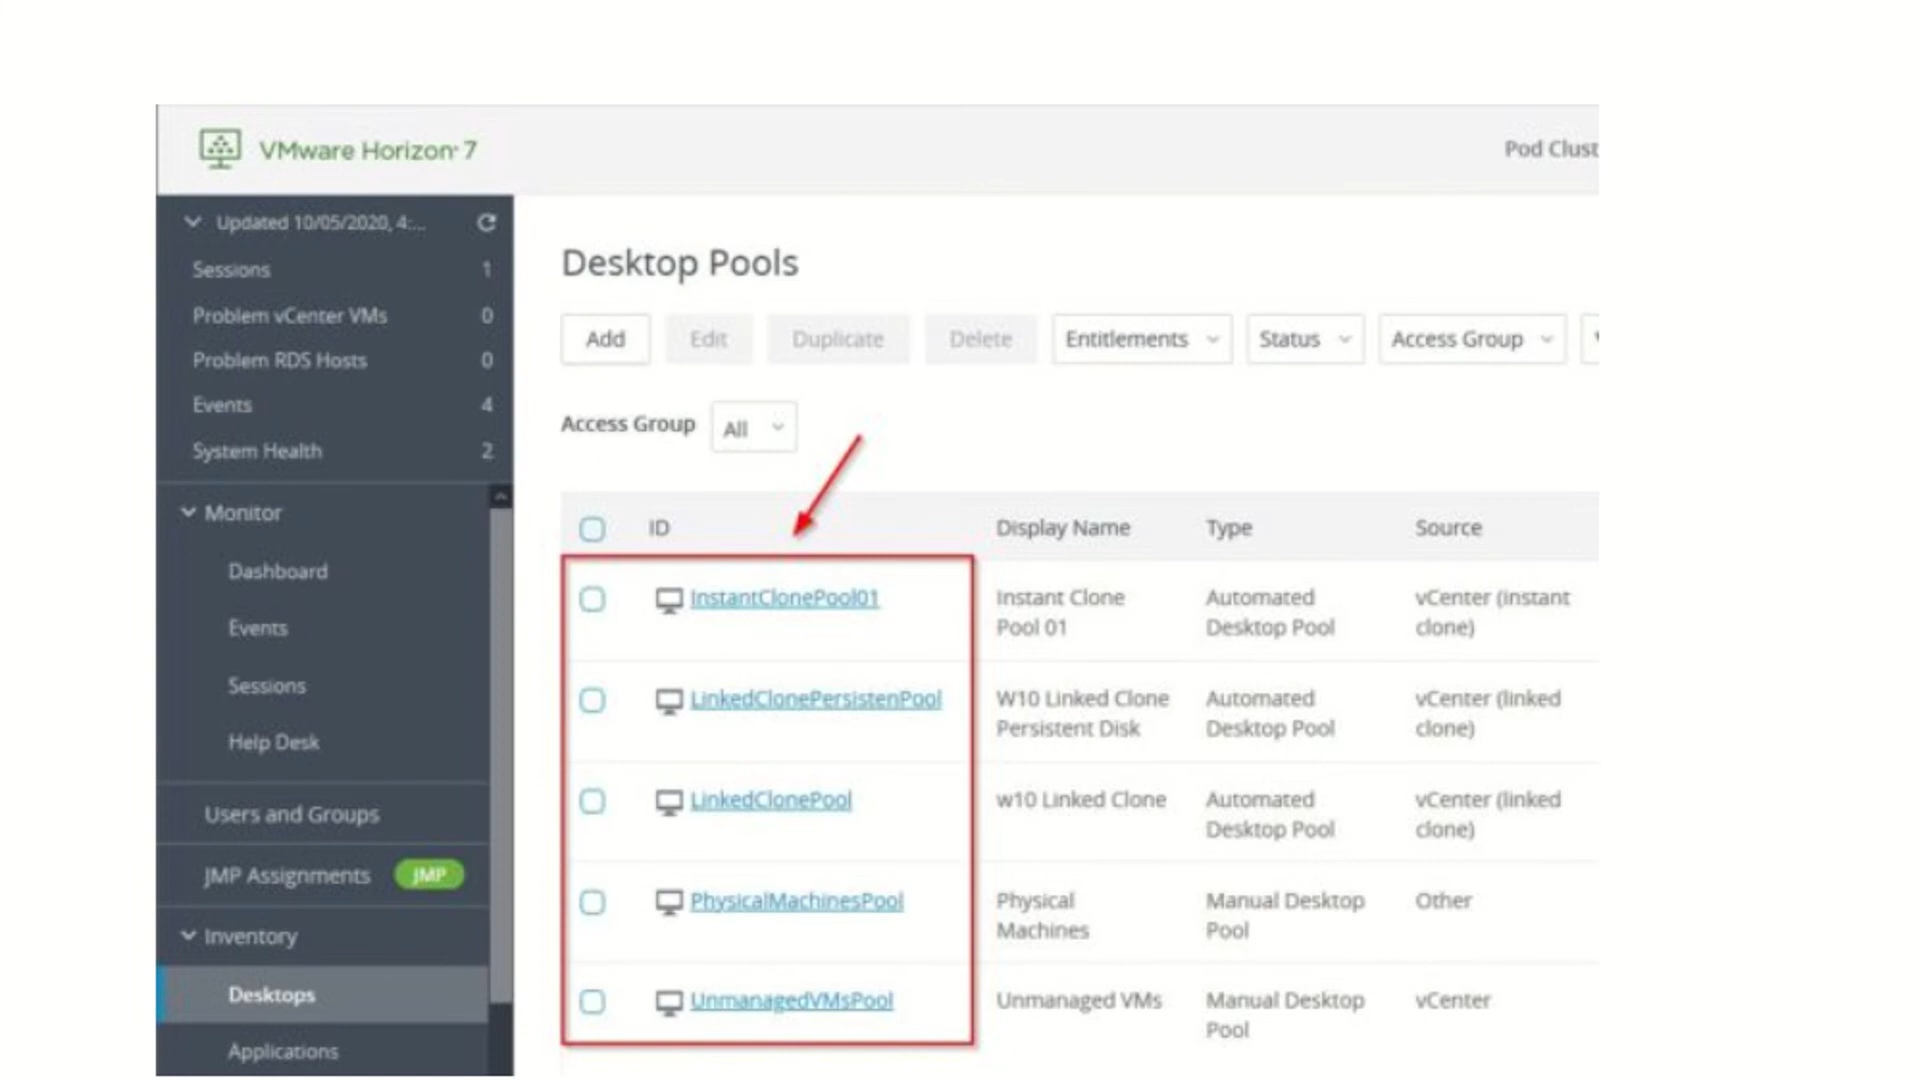 VMware Horizon® 7
Pod Clust
Updated 10/05/2020, 4:...
Sessions 1
Problem vCenter VMs 0
Problem RDS Hosts 0
Events 4
System Health 2
Monitor
Dashboard
Events
Sessions
Help Desk
Users and Groups
JMP Assignments JMP
Inventory
Desktops
Applications
Desktop Pools
Add Edit Duplicate Delete Entitlements Status Access Group
Access Group All
ID Display Name Type Source
InstantClonePool01 Instant Clone Automated vCenter (instant
Pool 01 Desktop Pool clone)
LinkedClonePersistenPool W10 Linked Clone Automated vCenter (linked
Persistent Disk Desktop Pool clone)
LinkedClonePool w10 Linked Clone Automated vCenter (linked
Desktop Pool clone)
PhysicalMachinesPool Physical Manual Desktop Other
Machines Pool
UnmanagedVMsPool Unmanaged VMs Manual Desktop vCenter
Pool